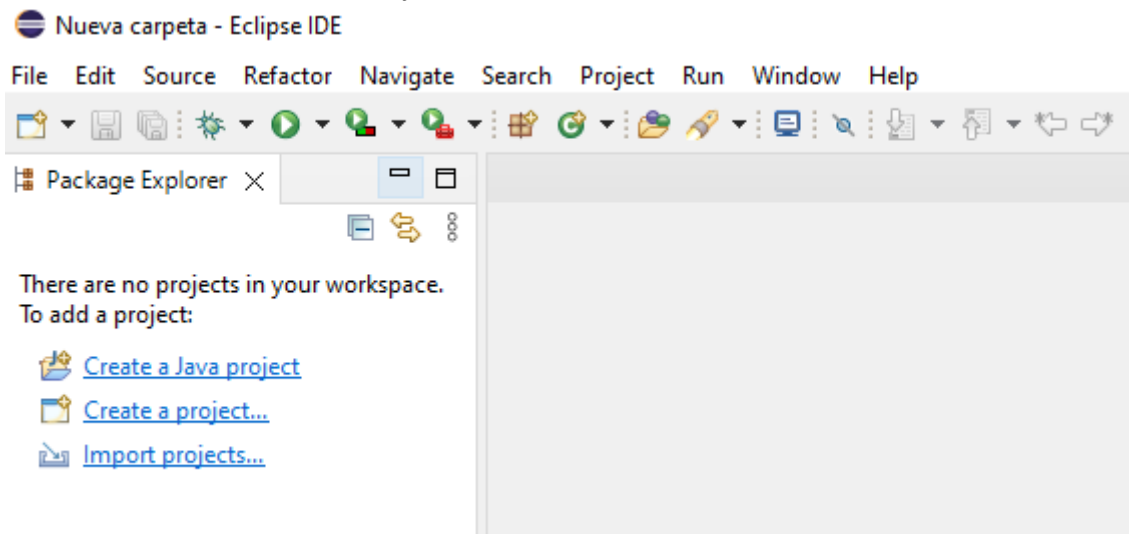 Nueva carpeta - Eclipse IDE
File Edit Source Refactor Navigate Search Project Run Window Help
Package Explorer
There are no projects in your workspace.
To add a project:
Create a Java project
Create a project...
Import projects...